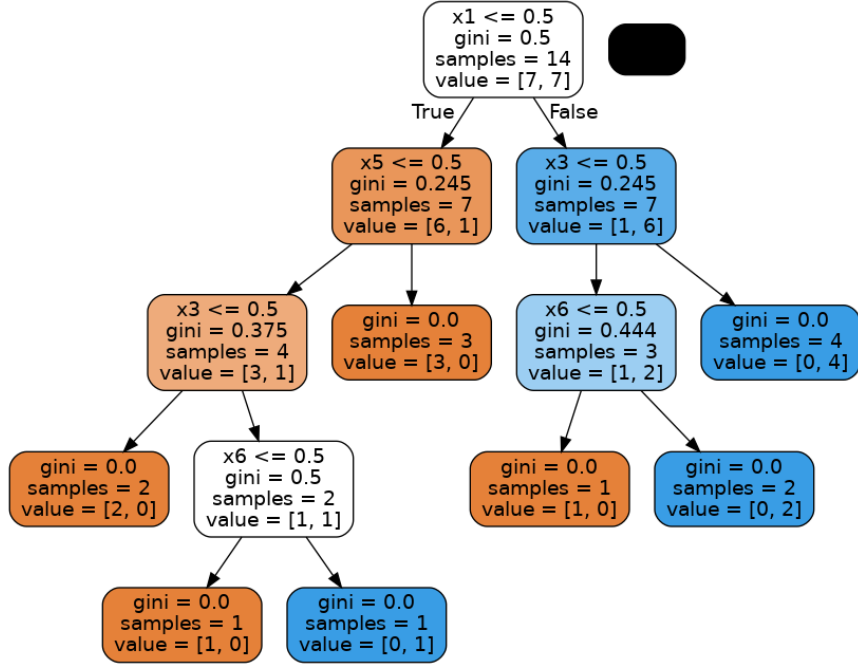 x1 <= 0.5
gini = 0.5
samples = 14
value = [7, 7]
True
False
x5 <= 0.5
gini = 0.245
samples = 7
value = [6, 1]
x3 <= 0.5
gini = 0.245
samples = 7
value = [1, 6]
x3 <= 0.5
gini = 0.375
samples = 4
value = [3, 1]
gini = 0.0
samples = 3
value = [3, 0]
x6 <= 0.5
gini = 0.444
samples = 3
value = [1, 2]
gini = 0.0
samples = 4
value = [0, 4]
gini = 0.0
samples = 2
value = [2, 0]
x6 <= 0.5
gini = 0.5
samples = 2
value = [1, 1]
gini = 0.0
samples = 1
value = [1, 0]
gini = 0.0
samples = 2
value = [0, 2]
gini = 0.0
samples = 1
value = [1, 0]
gini = 0.0
samples = 1
value = [0, 1]